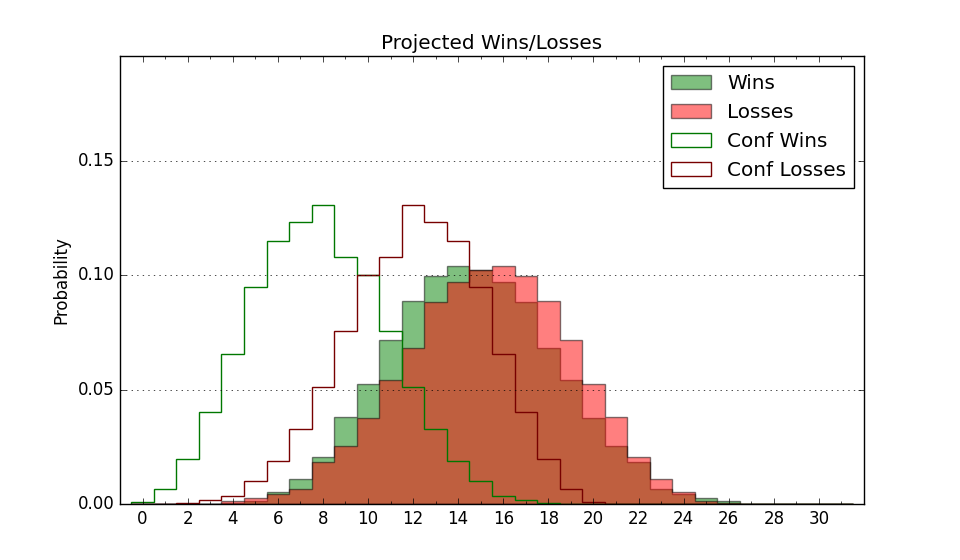 Projected Wins/Losses
Wins
Losses
Conf Wins
Conf Losses
Probability
0.15
0.10
0.05
0.00
0 2 4 6 8 10 12 14 16 18 20 22 24 26 28 30